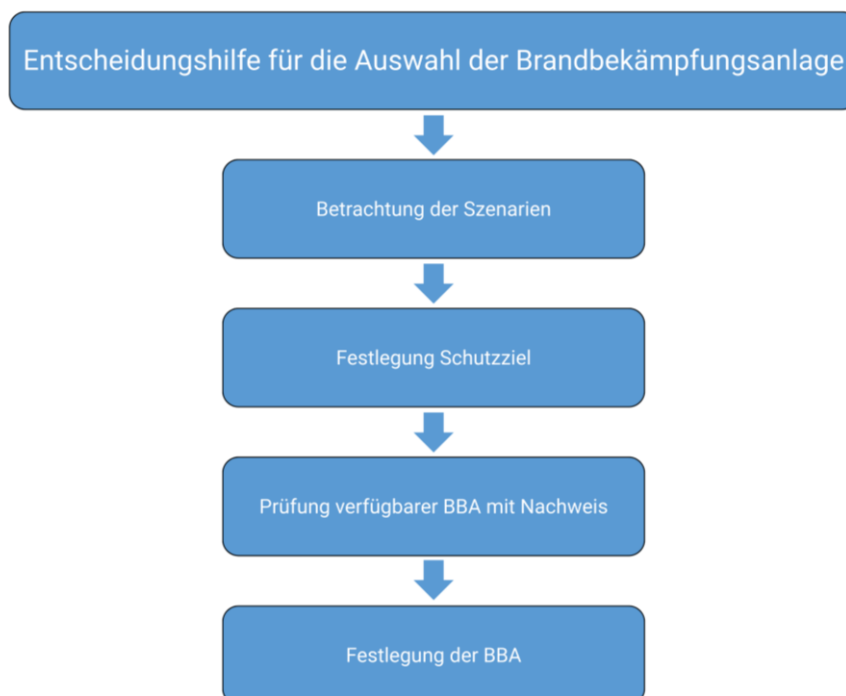 Entscheidungshilfe für die Auswahl der Brandbekämpfungsanlage
Betrachtung der Szenarien
Festlegung Schutzziel
Prüfung verfügbarer BBA mit Nachweis
Festlegung der BBA